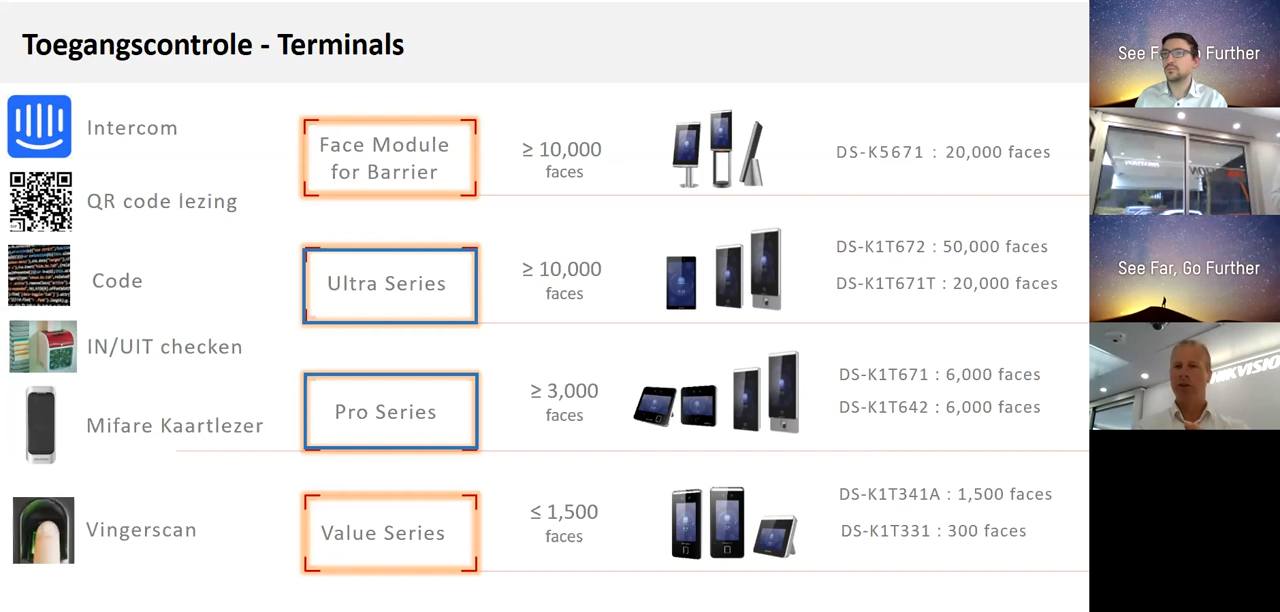 Toegangscontrole - Terminals
Intercom
QR code lezing
Code
IN/UIT checken
Mifare Kaartlezer
Vingerscan
Face Module
for Barrier
≥ 10,000
faces
DS-K5671 : 20,000 faces
Ultra Series
≥ 10,000
faces
DS-K1T672 : 50,000 faces
DS-K1T671T : 20,000 faces
Pro Series
≥ 3,000
faces
DS-K1T671 : 6,000 faces
DS-K1T642 : 6,000 faces
Value Series
≤ 1,500
faces
DS-K1T341A : 1,500 faces
DS-K1T331 : 300 faces
See F Further
See Far, Go Further
HIKVISION